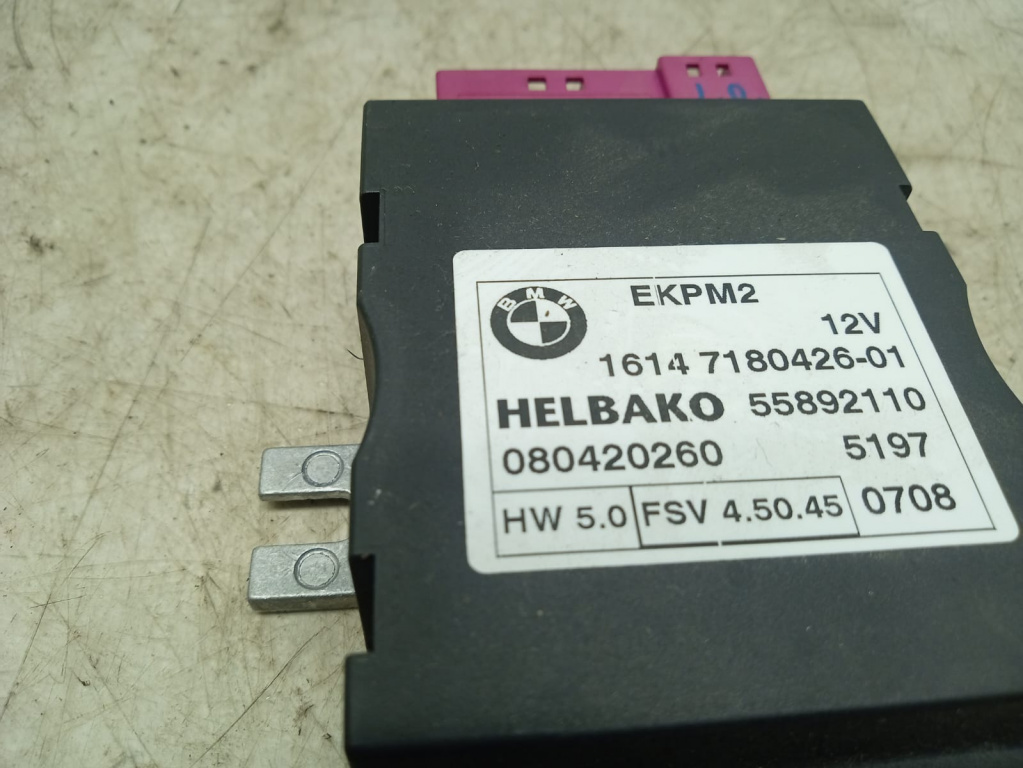 BMW
EKPM2
12V
1614 7180426-01
HELBAKO 55892110
080420260 5197
HW 5.0 FSV 4.50.45 0708